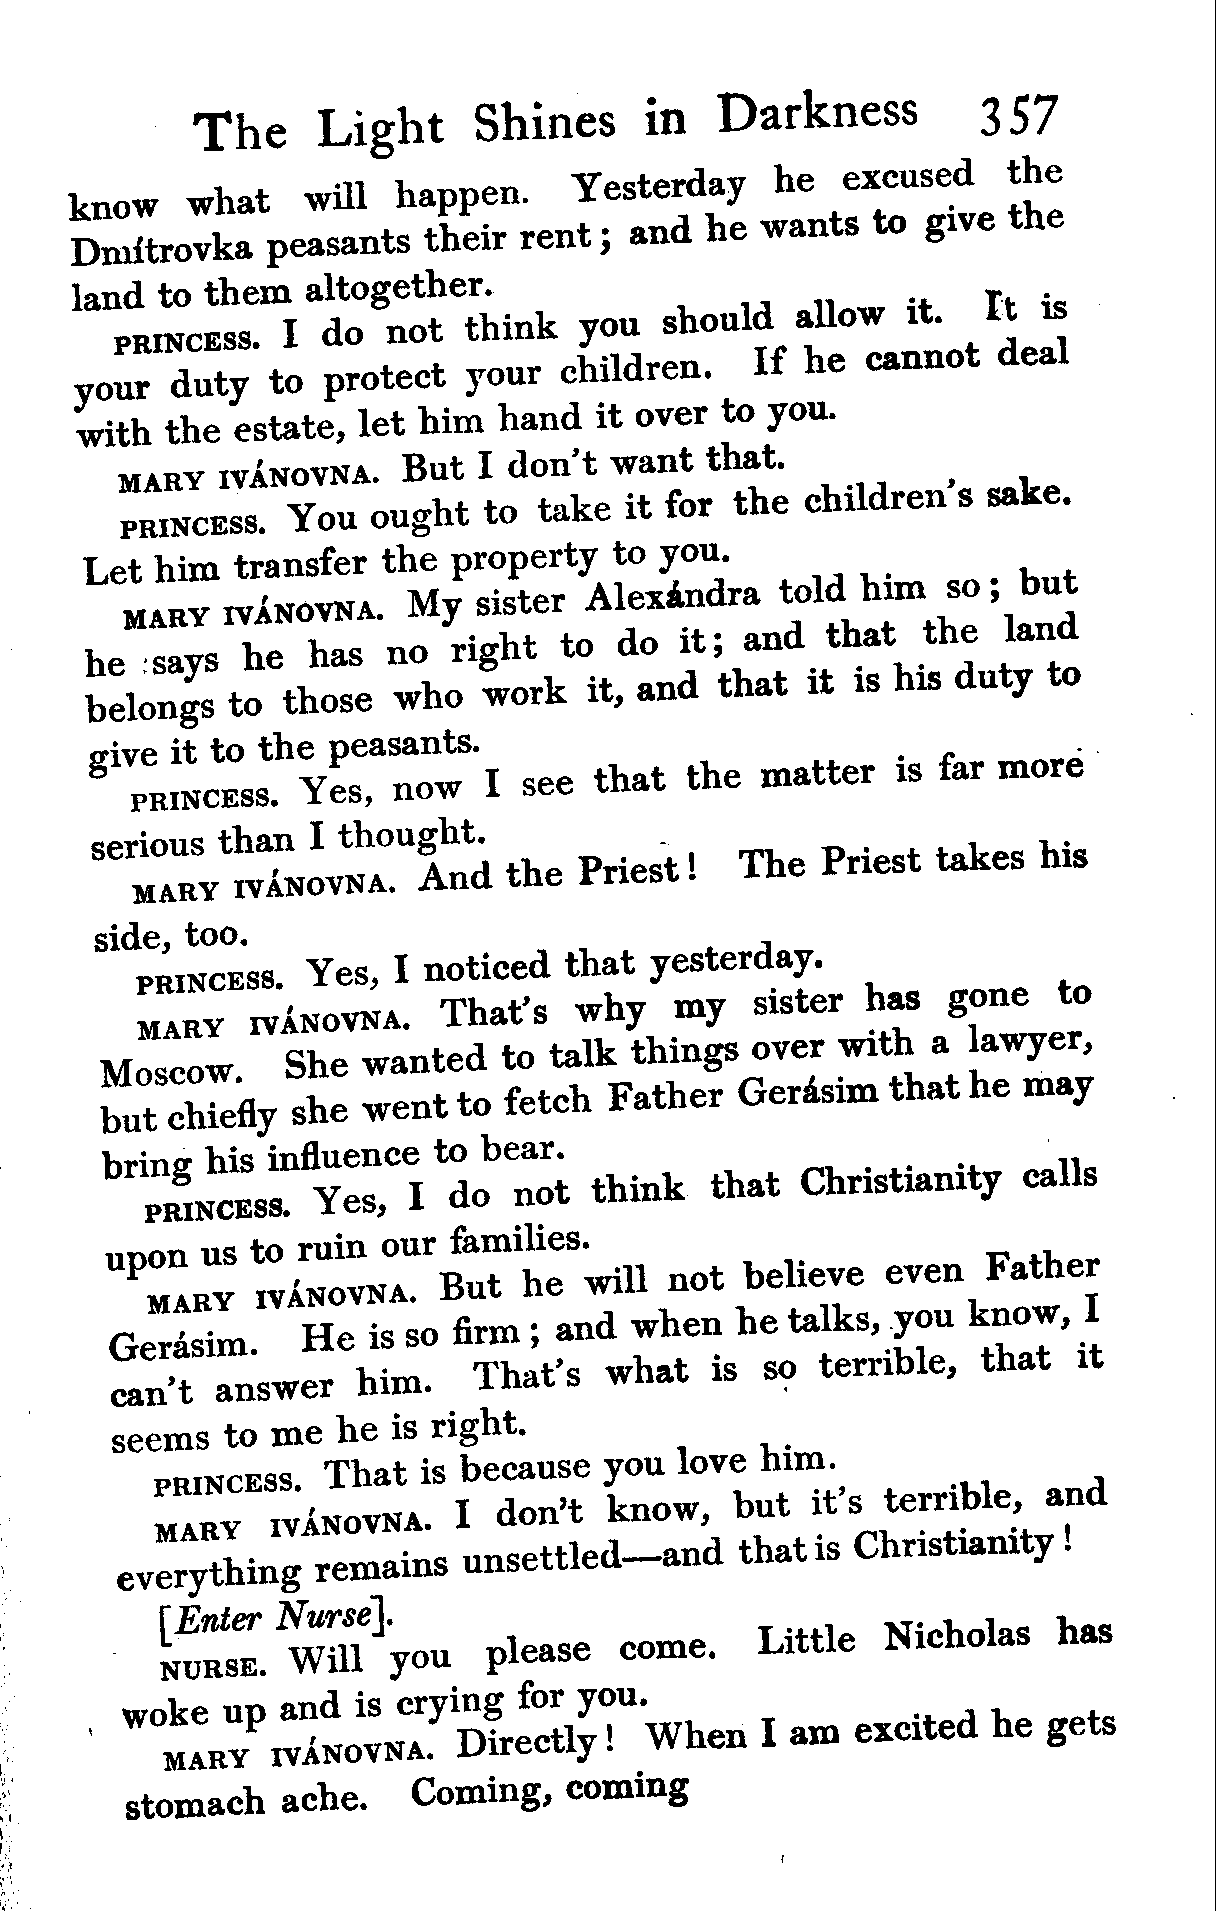 The Light Shines in Darkness 357
know what will happen. Yesterday he excused the
Dmítrovka peasants their rent; and he wants to give the
land to them altogether.
PRINCESS. I do not think you should allow it. It is
your duty to protect your children. If he cannot deal
with the estate, let him hand it over to you.
MARY IVÁNOVNA. But I don't want that.
PRINCESS. You ought to take it for the children's sake.
Let him transfer the property to you.
MARY IVÁNOVNA. My sister Alexándra told him so; but
he says he has no right to do it; and that the land
belongs to those who work it, and that it is his duty to
give it to the peasants.
PRINCESS. Yes, now I see that the matter is far more
serious than I thought.
MARY IVÁNOVNA. And the Priest! The Priest takes his
side, too.
PRINCESS. Yes, I noticed that yesterday.
MARY IVÁNOVNA. That's why my sister has gone to
Moscow. She wanted to talk things over with a lawyer,
but chiefly she went to fetch Father Gerásim that he may
bring his influence to bear.
PRINCESS. Yes, I do not think that Christianity calls
upon us to ruin our families.
MARY IVÁNOVNA. But he will not believe even Father
Gerásim. He is so firm; and when he talks, you know, I
can't answer him. That's what is so terrible, that it
seems to me he is right.
PRINCESS. That is because you love him.
MARY IVÁNOVNA. I don't know, but it's terrible, and
everything remains unsettled—and that is Christianity!
[Enter Nurse].
NURSE. Will you please come. Little Nicholas has
woke up and is crying for you.
MARY IVÁNOVNA. Directly! When I am excited he gets
stomach ache. Coming, coming